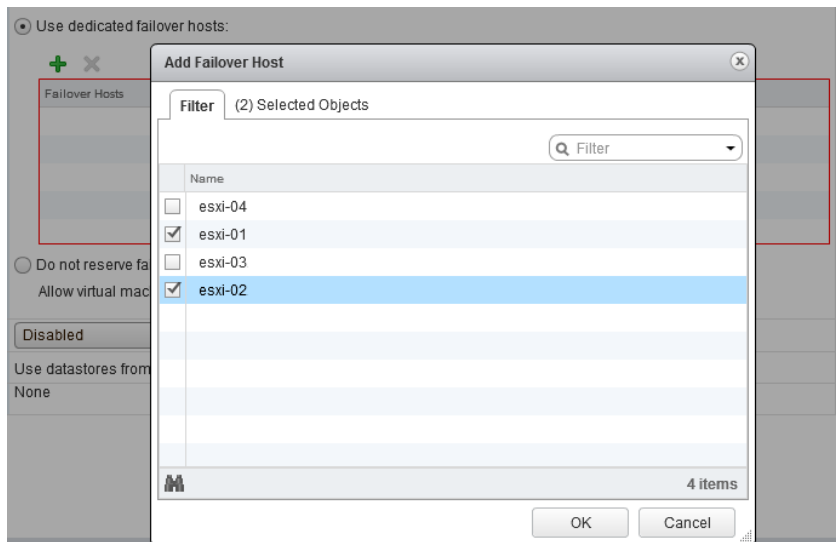 Use dedicated failover hosts:
Add Failover Host
Failover Hosts
Filter (2) Selected Objects
Filter
Name
esxi-04
esxi-01
esxi-03
esxi-02
Do not reserve fa
Allow virtual mac
Disabled
Use datastores from
None
4 items
OK Cancel